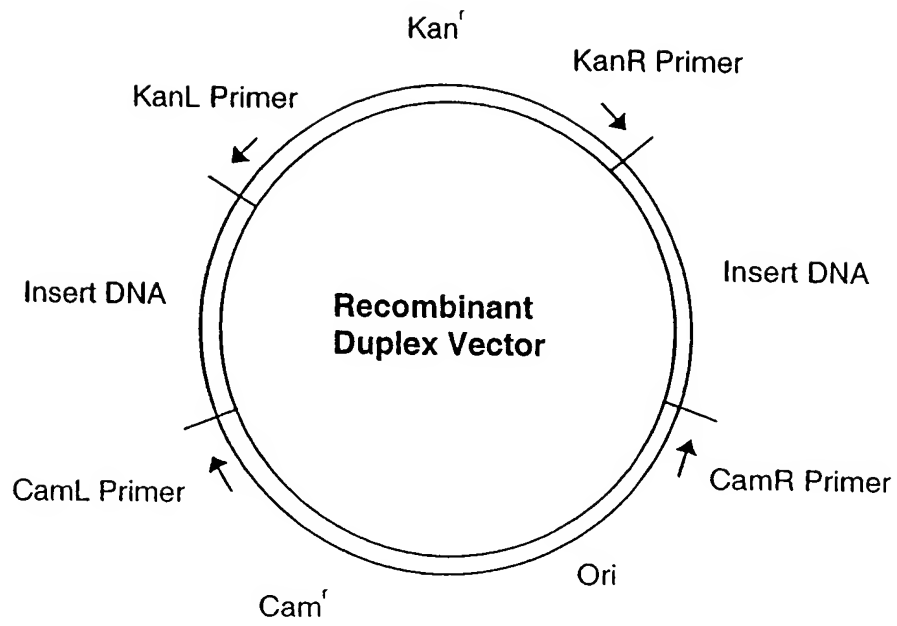 Kanʳ
KanR Primer
KanL Primer
Insert DNA
Insert DNA
Recombinant
Duplex Vector
CamL Primer
CamR Primer
Ori
Camʳ